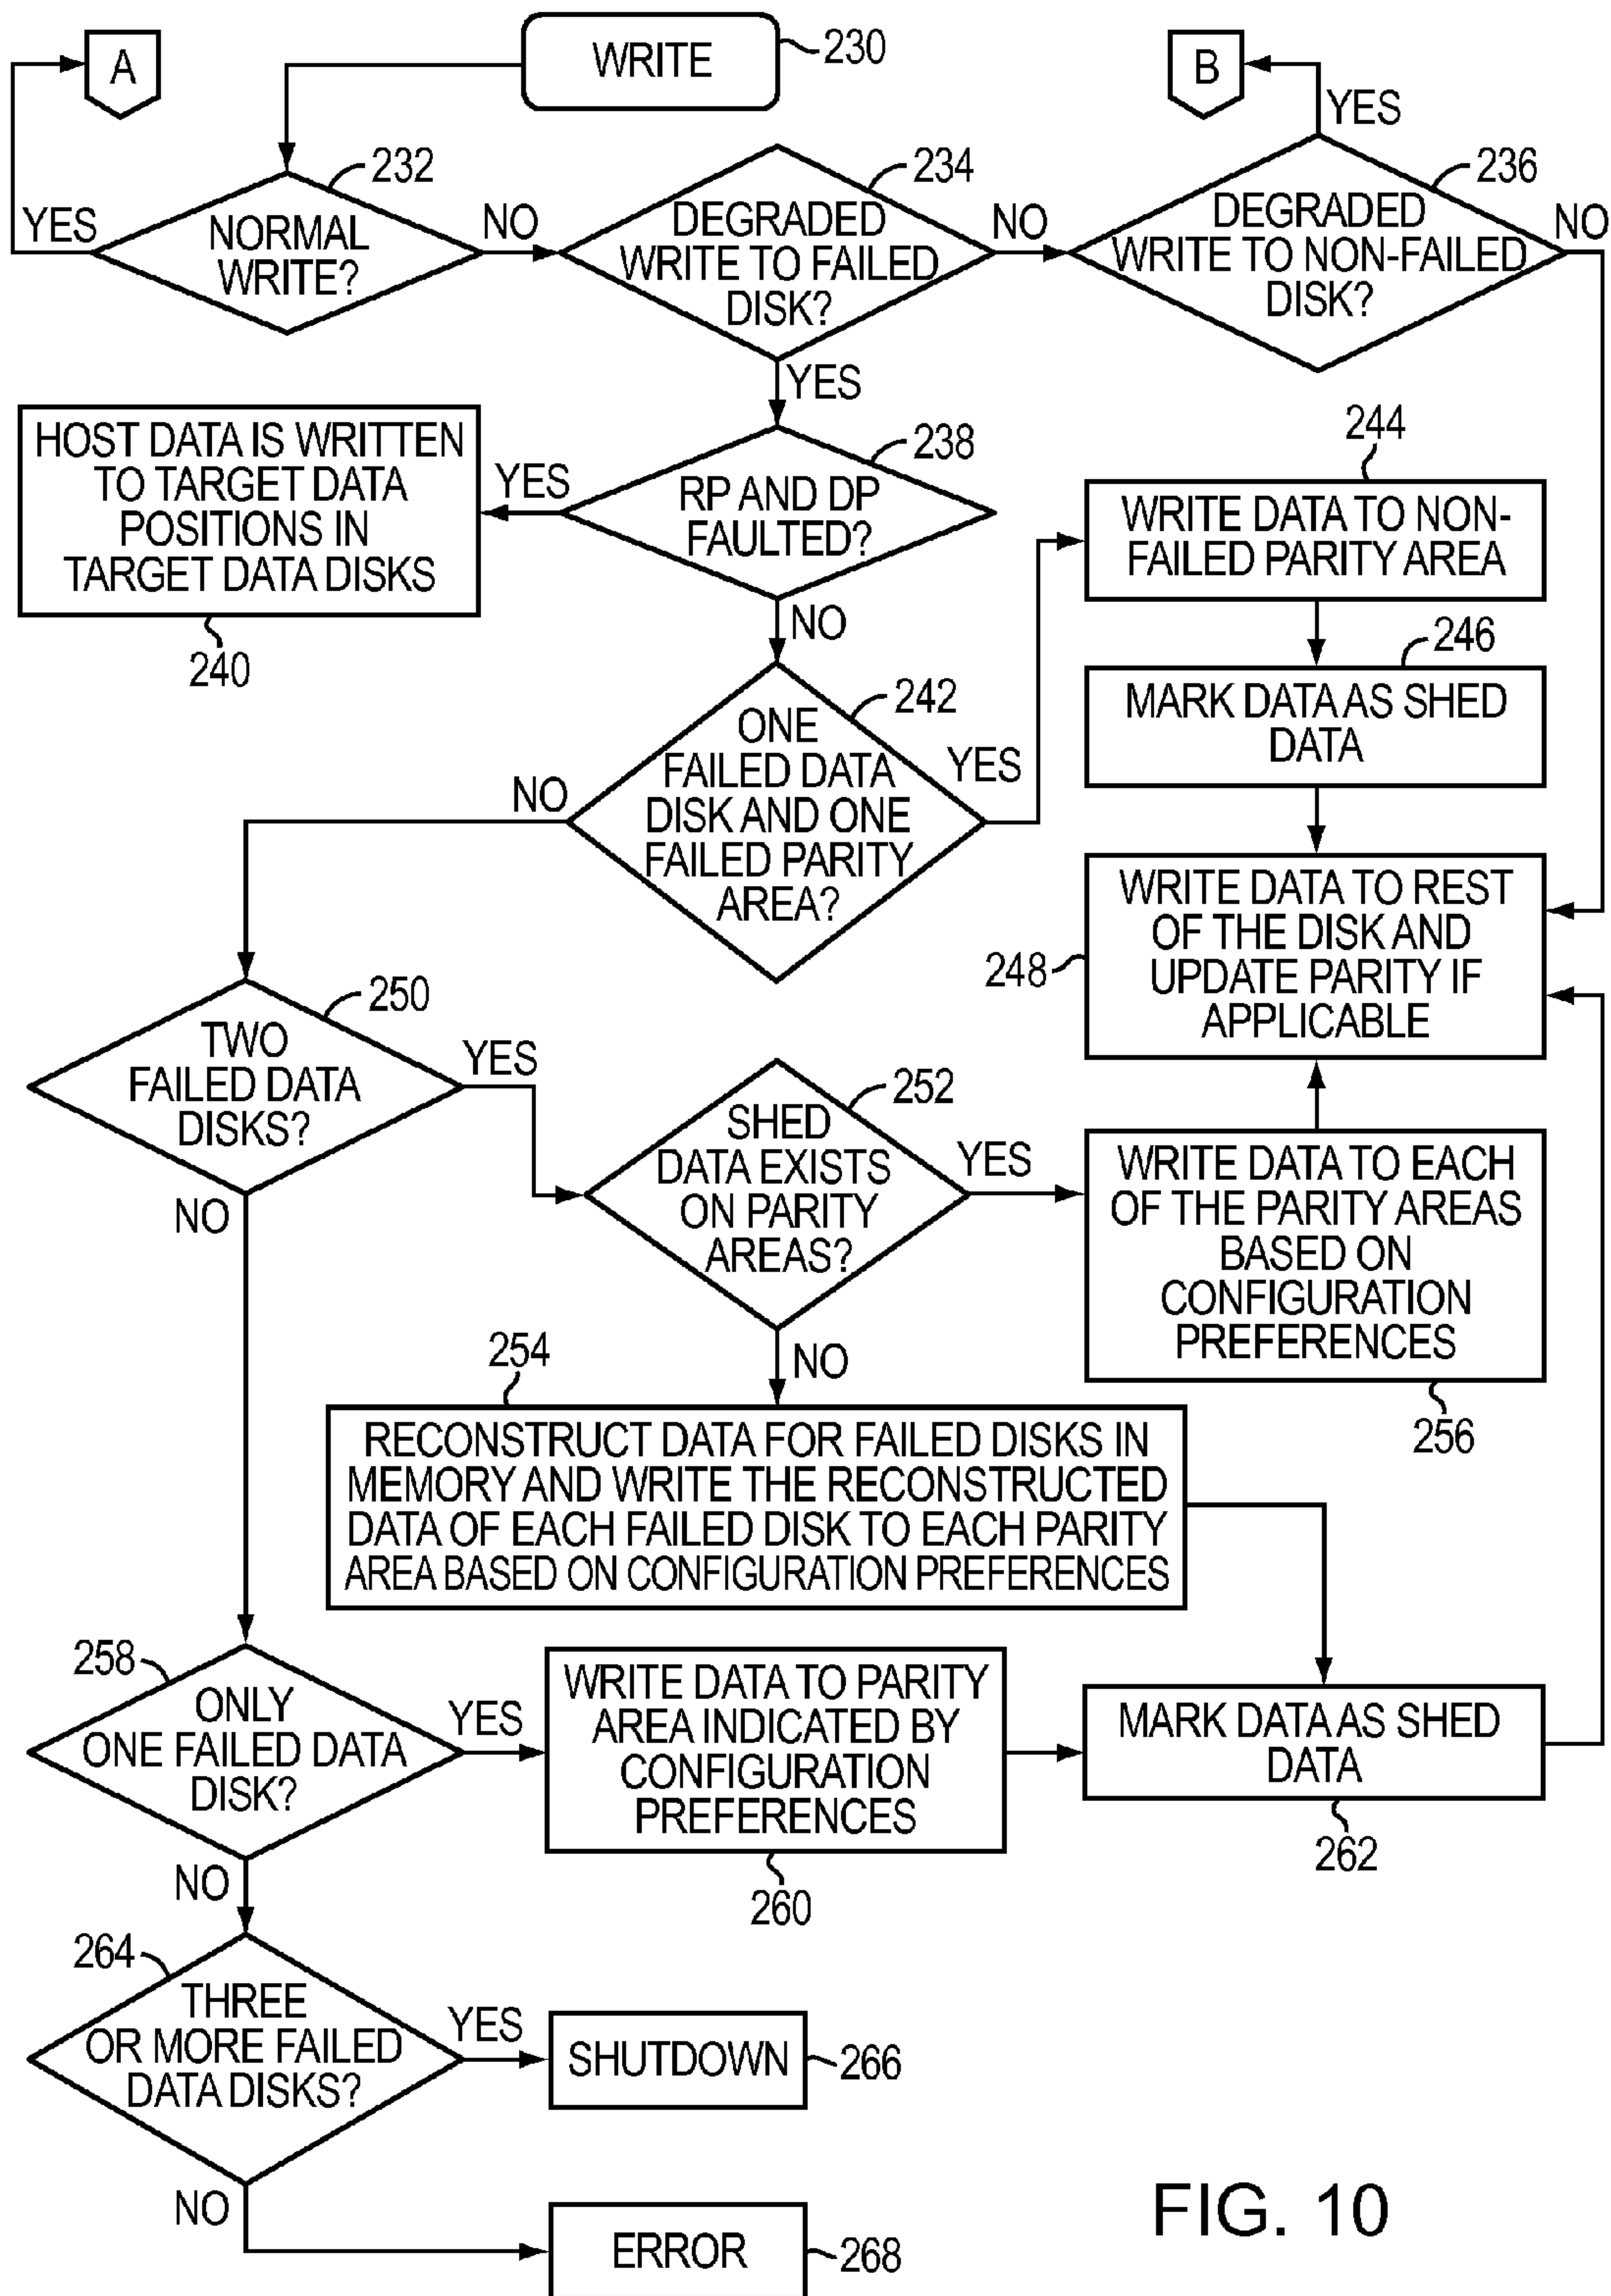 A
WRITE
230
B
YES
232
234
236
YES
NORMAL
WRITE?
NO
DEGRADED
WRITE TO FAILED
DISK?
NO
DEGRADED
WRITE TO NON-FAILED
DISK?
NO
YES
HOST DATA IS WRITTEN
TO TARGET DATA
POSITIONS IN
TARGET DATA DISKS
240
YES
238
RP AND DP
FAULTED?
NO
244
WRITE DATA TO NON-
FAILED PARITY AREA
246
MARK DATA AS SHED
DATA
242
ONE
FAILED DATA
DISK AND ONE
FAILED PARITY
AREA?
YES
NO
248
WRITE DATA TO REST
OF THE DISK AND
UPDATE PARITY IF
APPLICABLE
250
TWO
FAILED DATA
DISKS?
YES
NO
252
SHED
DATA EXISTS
ON PARITY
AREAS?
YES
NO
WRITE DATA TO EACH
OF THE PARITY AREAS
BASED ON
CONFIGURATION
PREFERENCES
256
254
RECONSTRUCT DATA FOR FAILED DISKS IN
MEMORY AND WRITE THE RECONSTRUCTED
DATA OF EACH FAILED DISK TO EACH PARITY
AREA BASED ON CONFIGURATION PREFERENCES
258
ONLY
ONE FAILED DATA
DISK?
YES
NO
WRITE DATA TO PARITY
AREA INDICATED BY
CONFIGURATION
PREFERENCES
260
MARK DATA AS SHED
DATA
262
264
THREE
OR MORE FAILED
DATA DISKS?
YES
SHUTDOWN
266
NO
ERROR
268
FIG. 10